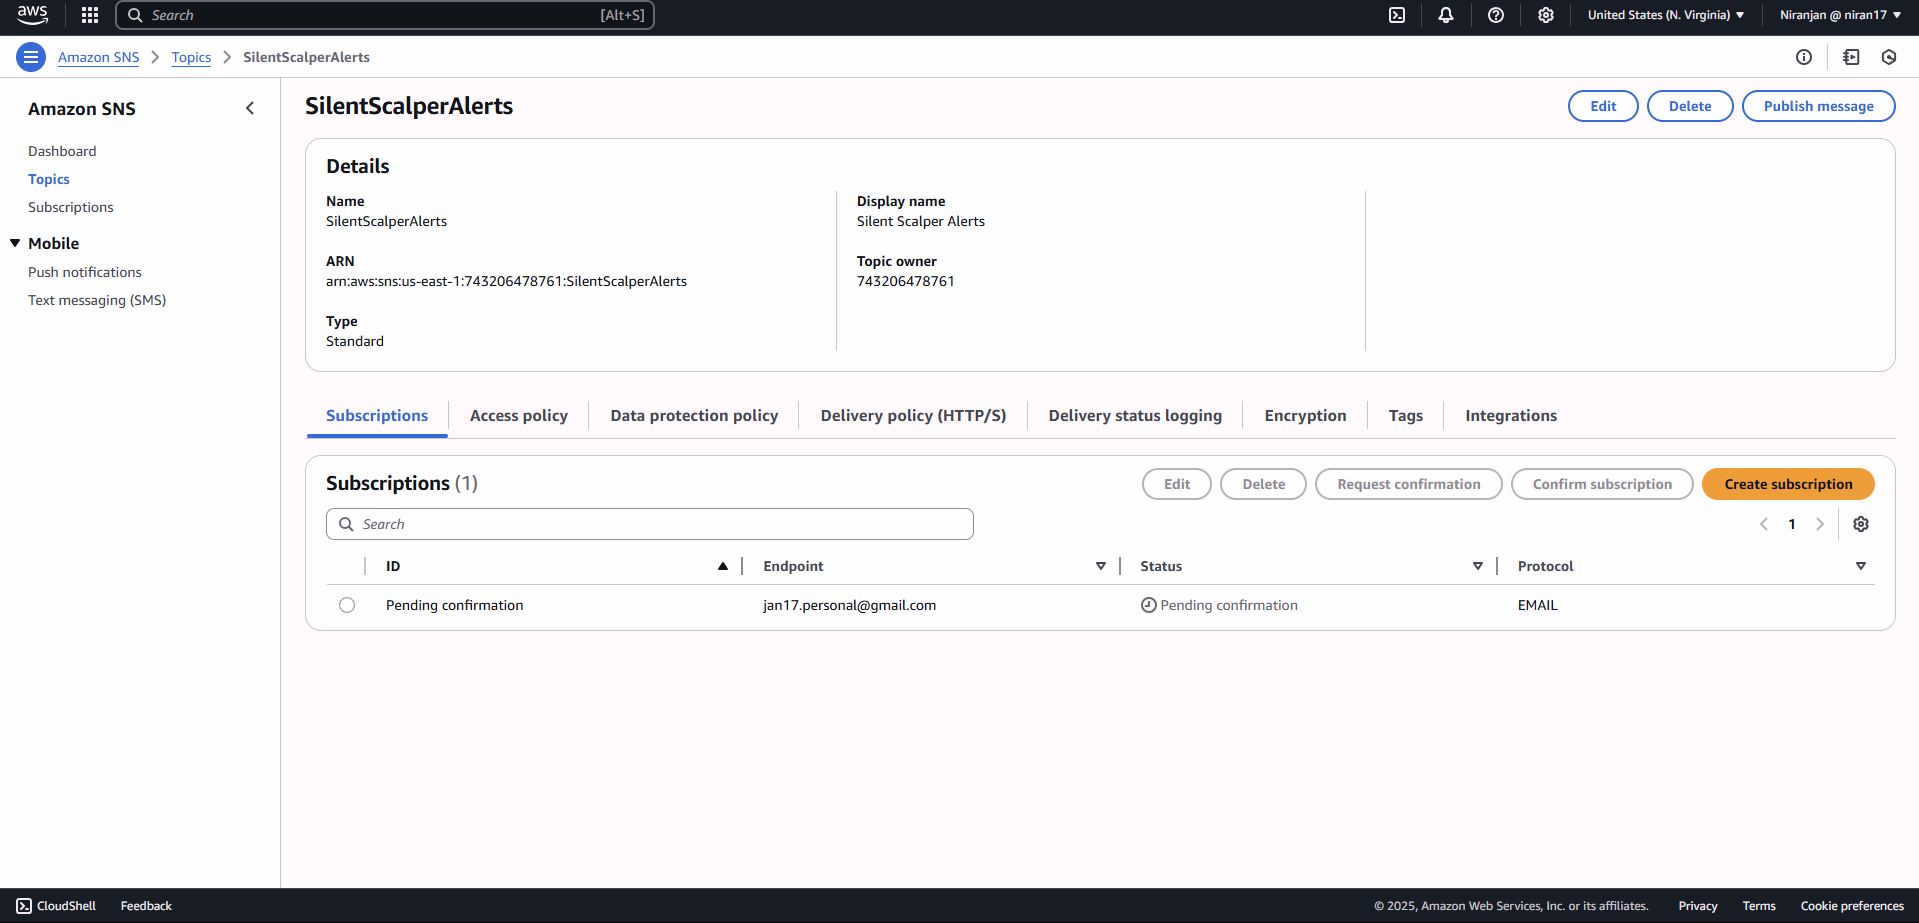 aws
Search [Alt+S]
United States (N. Virginia)
Niranjan @ niran17
Amazon SNS
Topics
SilentScalperAlerts
Amazon SNS
Dashboard
Topics
Subscriptions
Mobile
Push notifications
Text messaging (SMS)
SilentScalperAlerts
Edit
Delete
Publish message
Details
Name
SilentScalperAlerts
ARN
arn:aws:sns:us-east-1:743206478761:SilentScalperAlerts
Type
Standard
Display name
Silent Scalper Alerts
Topic owner
743206478761
Subscriptions
Access policy
Data protection policy
Delivery policy (HTTP/S)
Delivery status logging
Encryption
Tags
Integrations
Subscriptions (1)
Edit
Delete
Request confirmation
Confirm subscription
Create subscription
Search
1
ID
Endpoint
Status
Protocol
Pending confirmation
jan17.personal@gmail.com
Pending confirmation
EMAIL
CloudShell
Feedback
© 2025, Amazon Web Services, Inc. or its affiliates.
Privacy
Terms
Cookie preferences